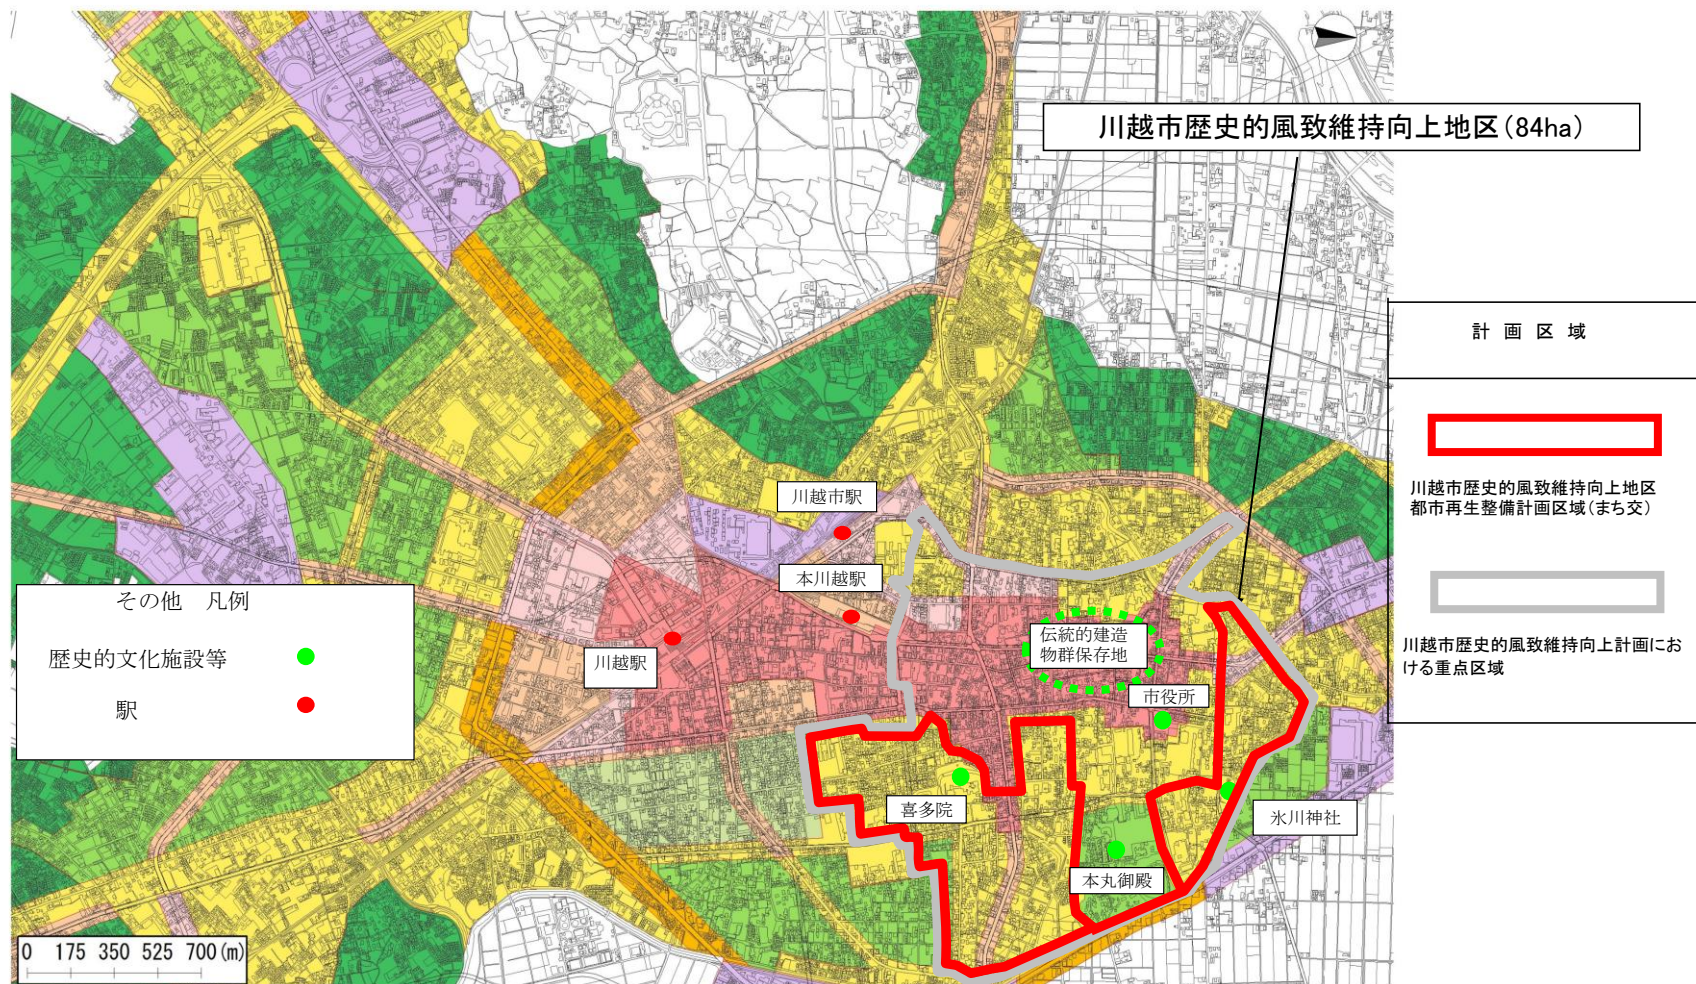 川越市歴史的風致維持向上地区(84ha)
計画区域
川越市歴史的風致維持向上地区
都市再生整備計画区域(まち交)
川越市歴史的風致維持向上計画にお
ける重点区域
川越市駅
本川越駅
川越駅
伝統的建造
物群保存地
市役所
喜多院
氷川神社
本丸御殿
その他 凡例
歴史的文化施設等
駅
0 175 350 525 700 (m)